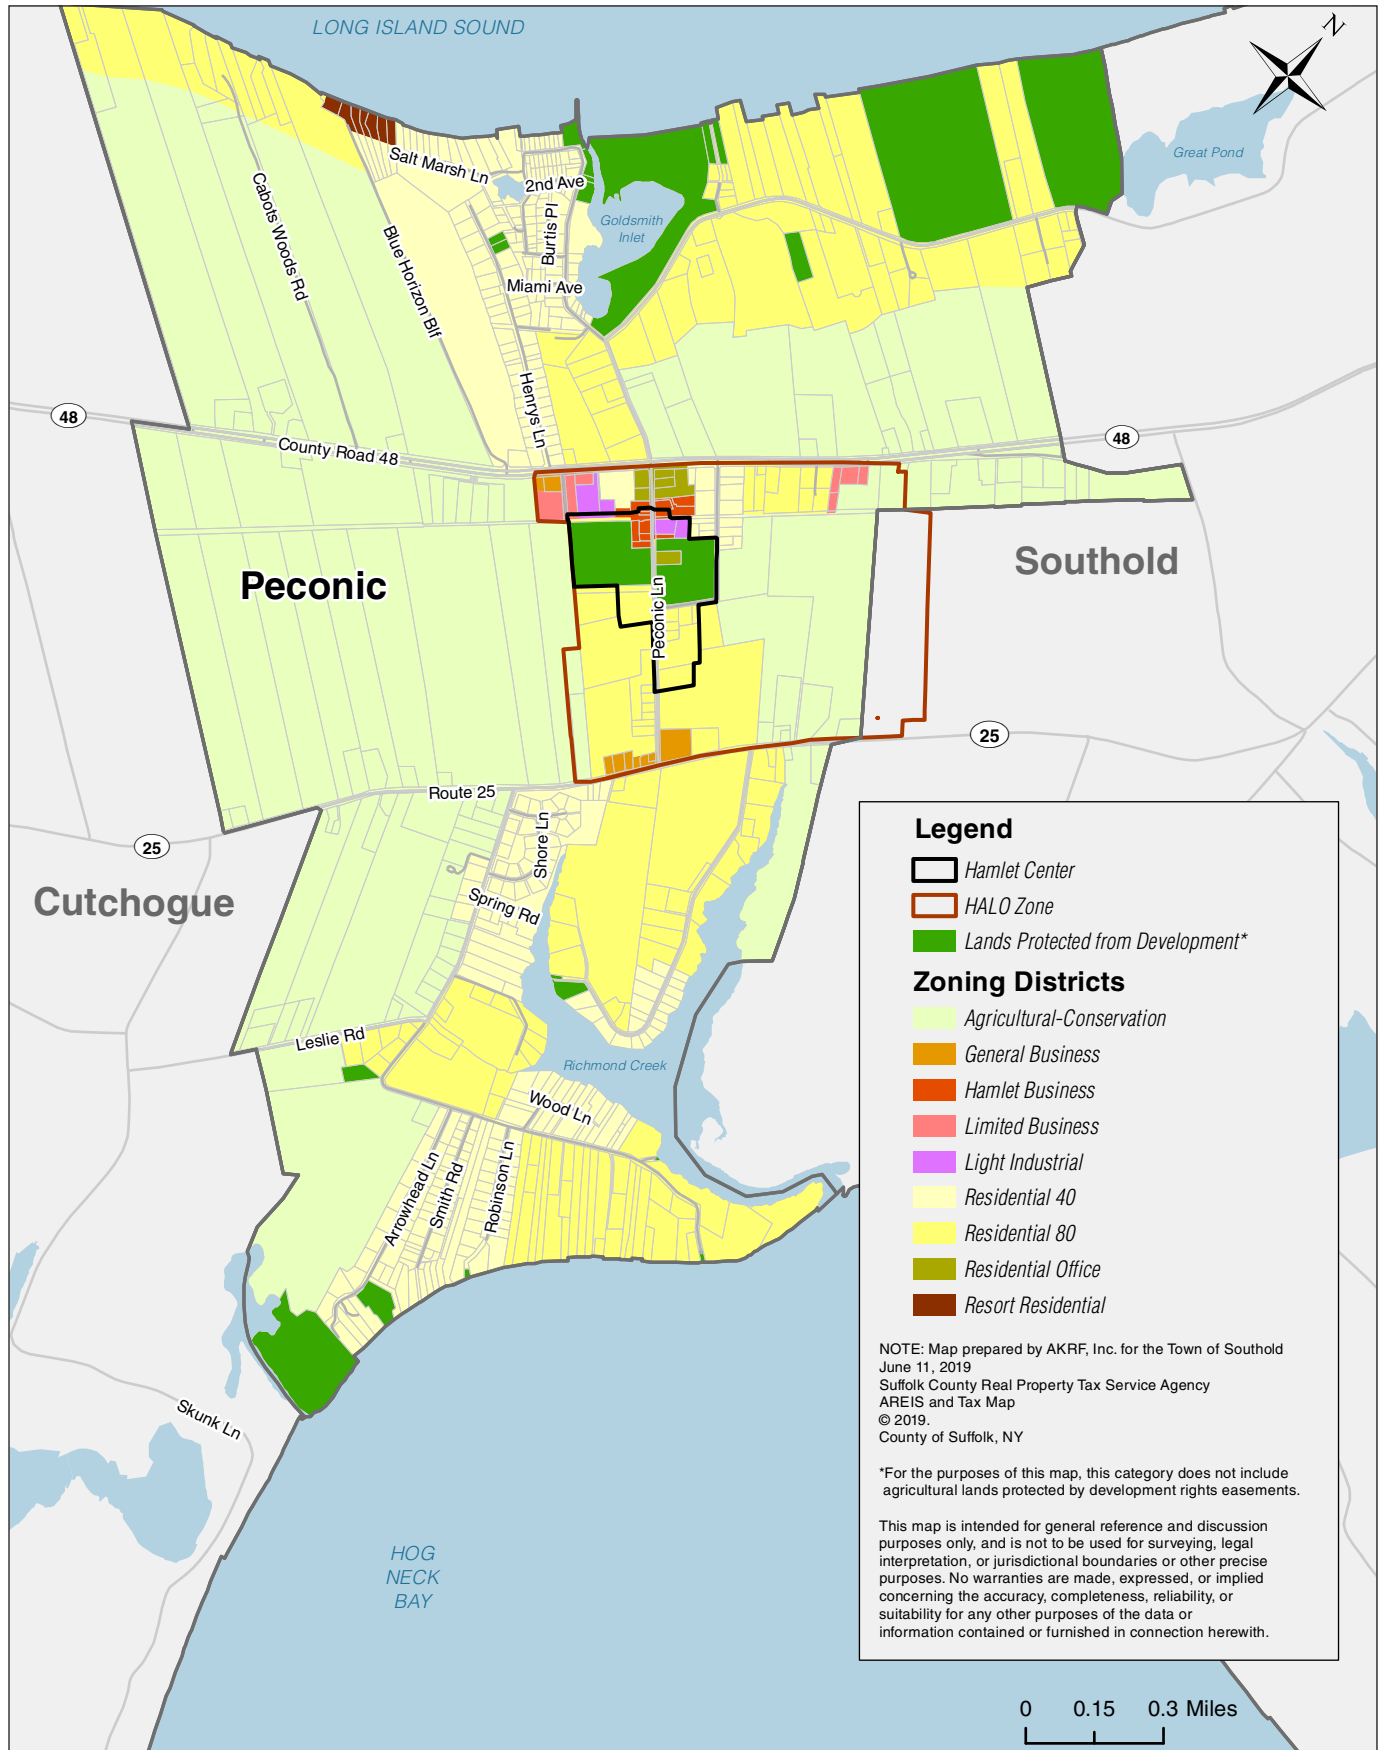 LONG ISLAND SOUND
N
Great Pond
Salt Marsh Ln
2nd Ave
Cabots Woods Rd
Burtis Pl
Goldsmith
Inlet
Blue Horizon Blf
Miami Ave
Henrys Ln
48
48
County Road 48
Southold
Peconic
Peconic Ln
25
Route 25
25
Shore Ln
Cutchogue
Spring Rd
Leslie Rd
Richmond Creek
Wood Ln
Arrowhead Ln
Smith Rd
Robinson Ln
Skunk Ln
HOG
NECK
BAY
Legend
Hamlet Center
HALO Zone
Lands Protected from Development*
Zoning Districts
Agricultural-Conservation
General Business
Hamlet Business
Limited Business
Light Industrial
Residential 40
Residential 80
Residential Office
Resort Residential
NOTE: Map prepared by AKRF, Inc. for the Town of Southold
June 11, 2019
Suffolk County Real Property Tax Service Agency
AREIS and Tax Map
© 2019.
County of Suffolk, NY
*For the purposes of this map, this category does not include
agricultural lands protected by development rights easements.
This map is intended for general reference and discussion
purposes only, and is not to be used for surveying, legal
interpretation, or jurisdictional boundaries or other precise
purposes. No warranties are made, expressed, or implied
concerning the accuracy, completeness, reliability, or
suitability for any other purposes of the data or
information contained or furnished in connection herewith.
0 0.15 0.3 Miles